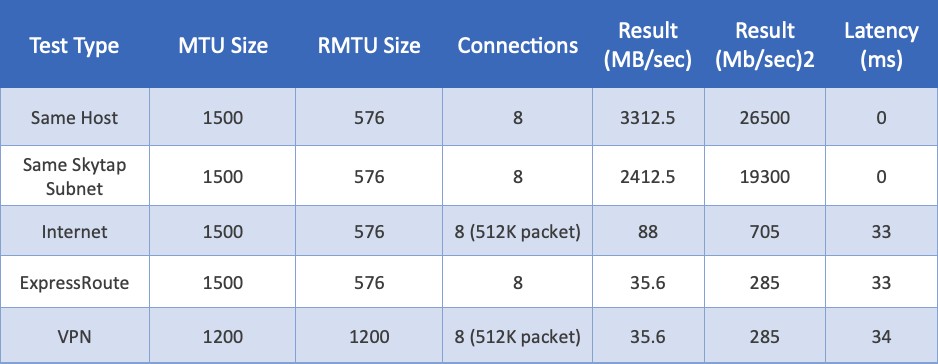 Test Type MTU Size RMTU Size Connections Result (MB/sec) Result (Mb/sec)2 Latency (ms)
Same Host 1500 576 8 3312.5 26500 0
Same Skytap Subnet 1500 576 8 2412.5 19300 0
Internet 1500 576 8 (512K packet) 88 705 33
ExpressRoute 1500 576 8 35.6 285 33
VPN 1200 1200 8 (512K packet) 35.6 285 34